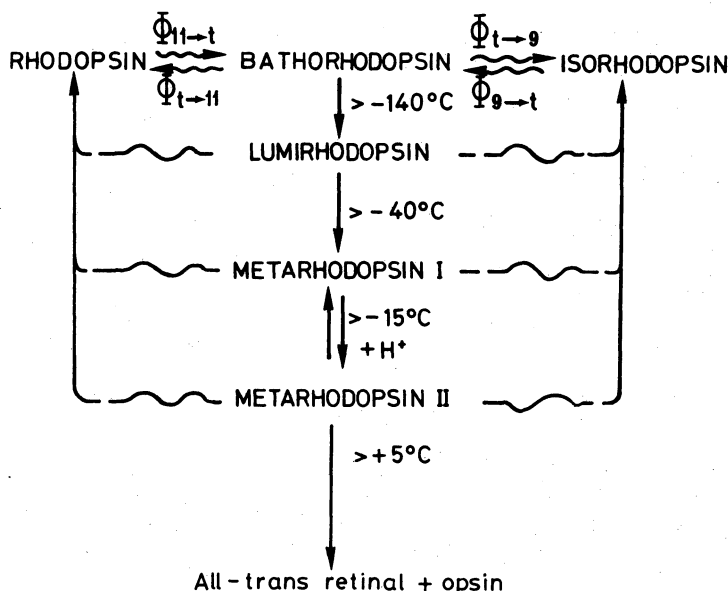 Φ11→t Φt→9
RHODOPSIN BATHORHODOPSIN ISORHODOPSIN
Φt→11 Φ9→t
>-140°C
LUMIRHODOPSIN
>-40°C
METARHODOPSIN I
>-15°C
+H⁺
METARHODOPSIN II
>+5°C
All-trans retinal + opsin